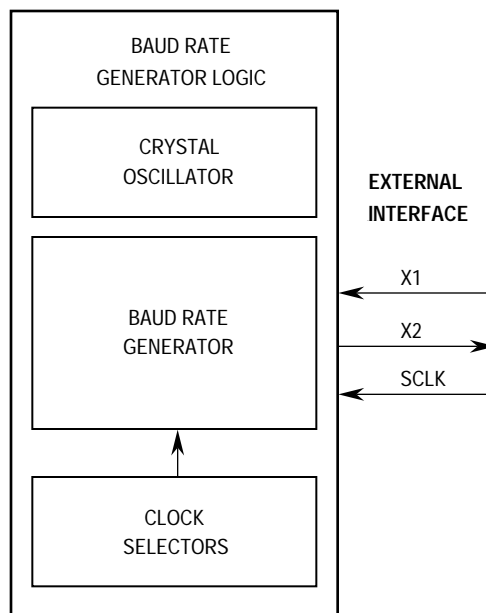 BAUD RATE
GENERATOR LOGIC
CRYSTAL
OSCILLATOR
EXTERNAL
INTERFACE
X1
BAUD RATE
GENERATOR
X2
SCLK
CLOCK
SELECTORS